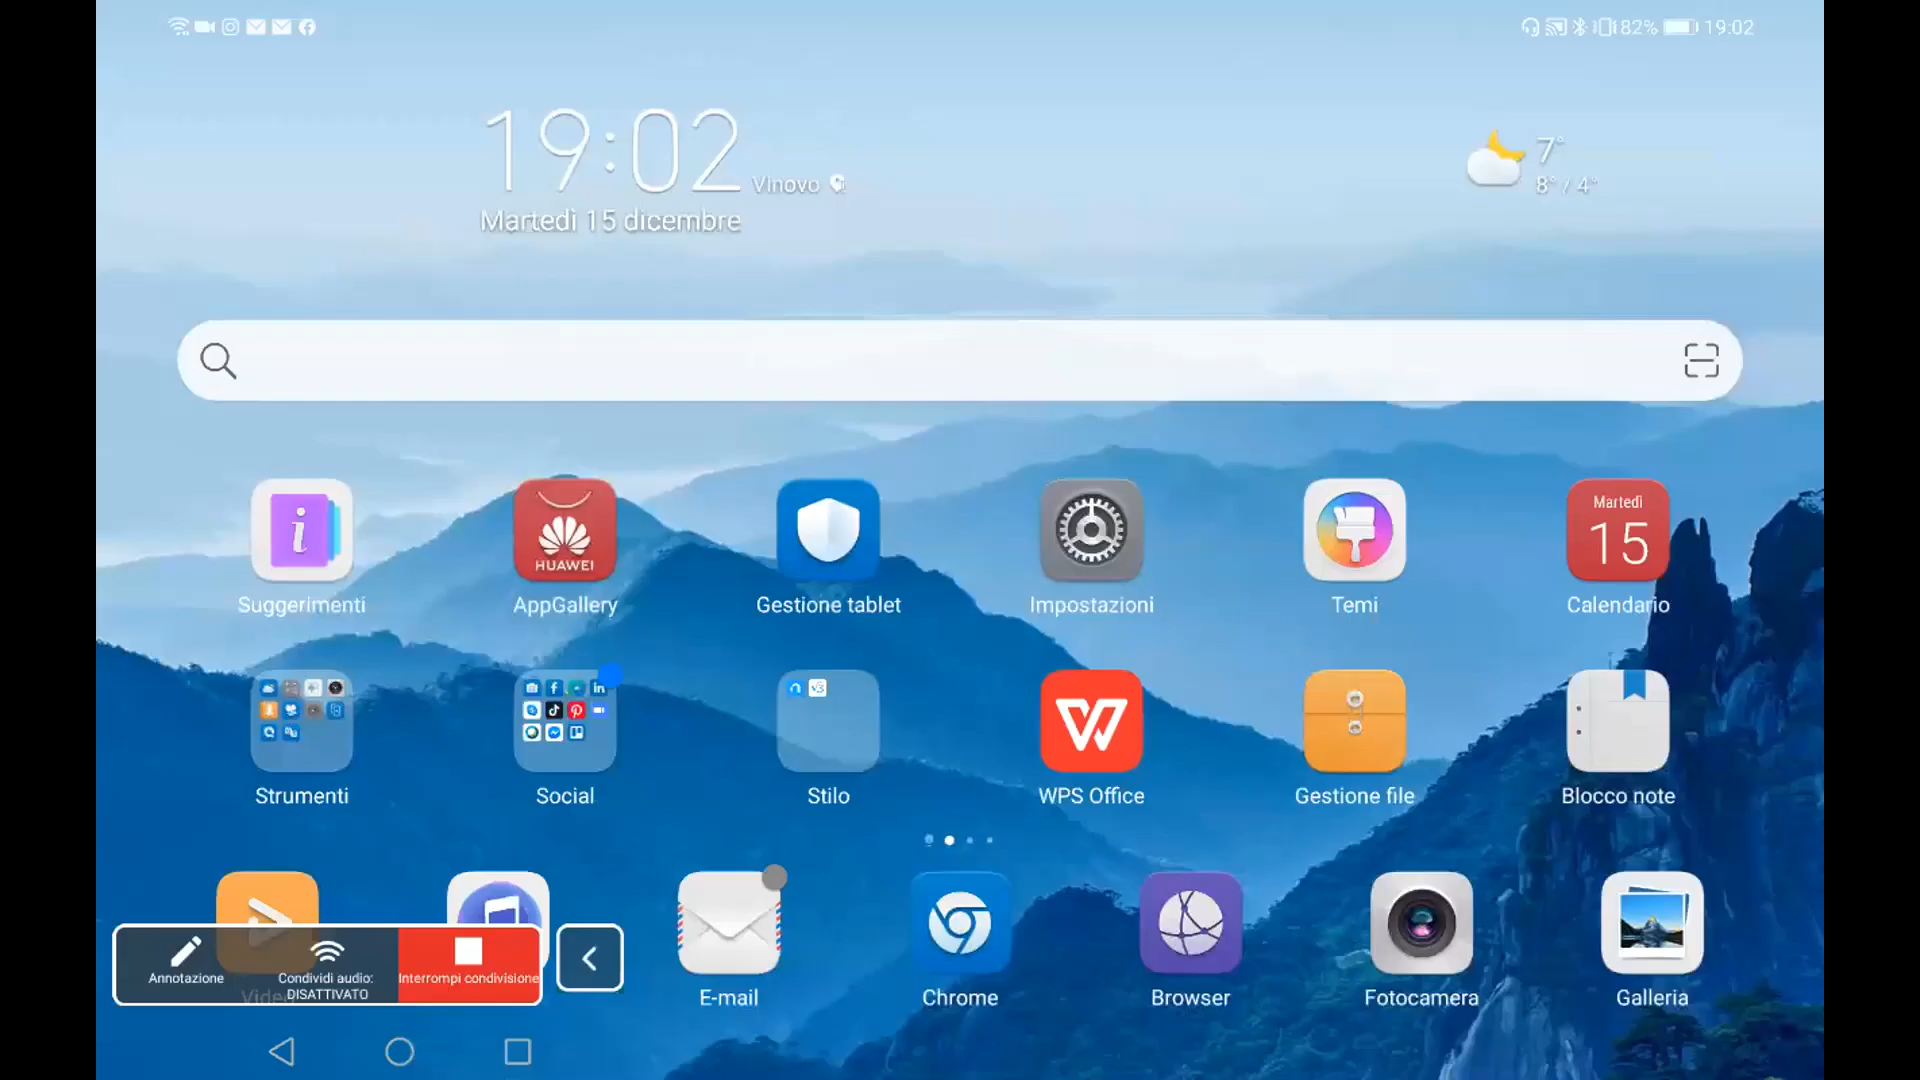 82% 19:02
19:02 Vinovo
Martedì 15 dicembre
7°
8° / 4°
HUAWEI
Martedì
15
Suggerimenti AppGallery Gestione tablet Impostazioni Temi Calendario
Strumenti Social Stilo WPS Office Gestione file Blocco note
Annotazione
Condividi audio:
DISATTIVATO
Interrompi condivisione
E-mail Chrome Browser Fotocamera Galleria